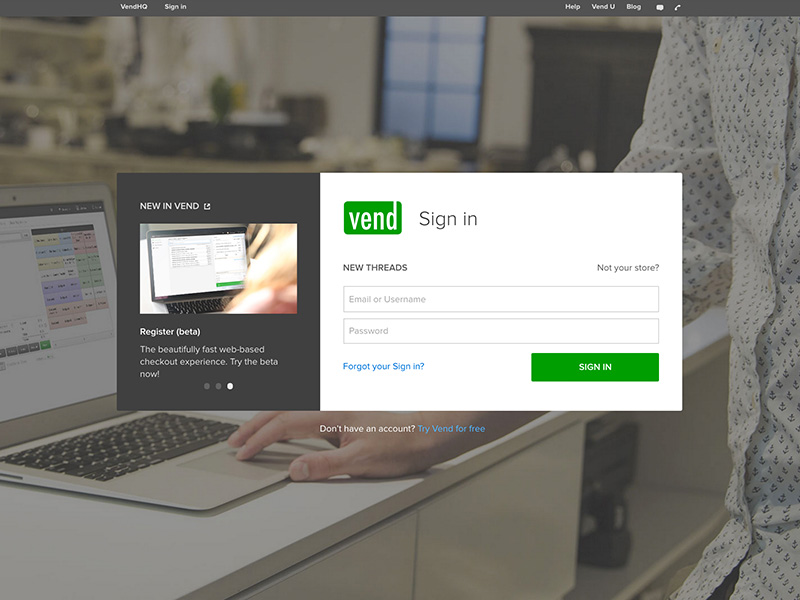 VendHQ Sign in Help Vend U Blog
NEW IN VEND
Register (beta)
The beautifully fast web-based
checkout experience. Try the beta
now!
vend Sign in
NEW THREADS Not your store?
Email or Username
Password
Forgot your Sign in? SIGN IN
Don't have an account? Try Vend for free